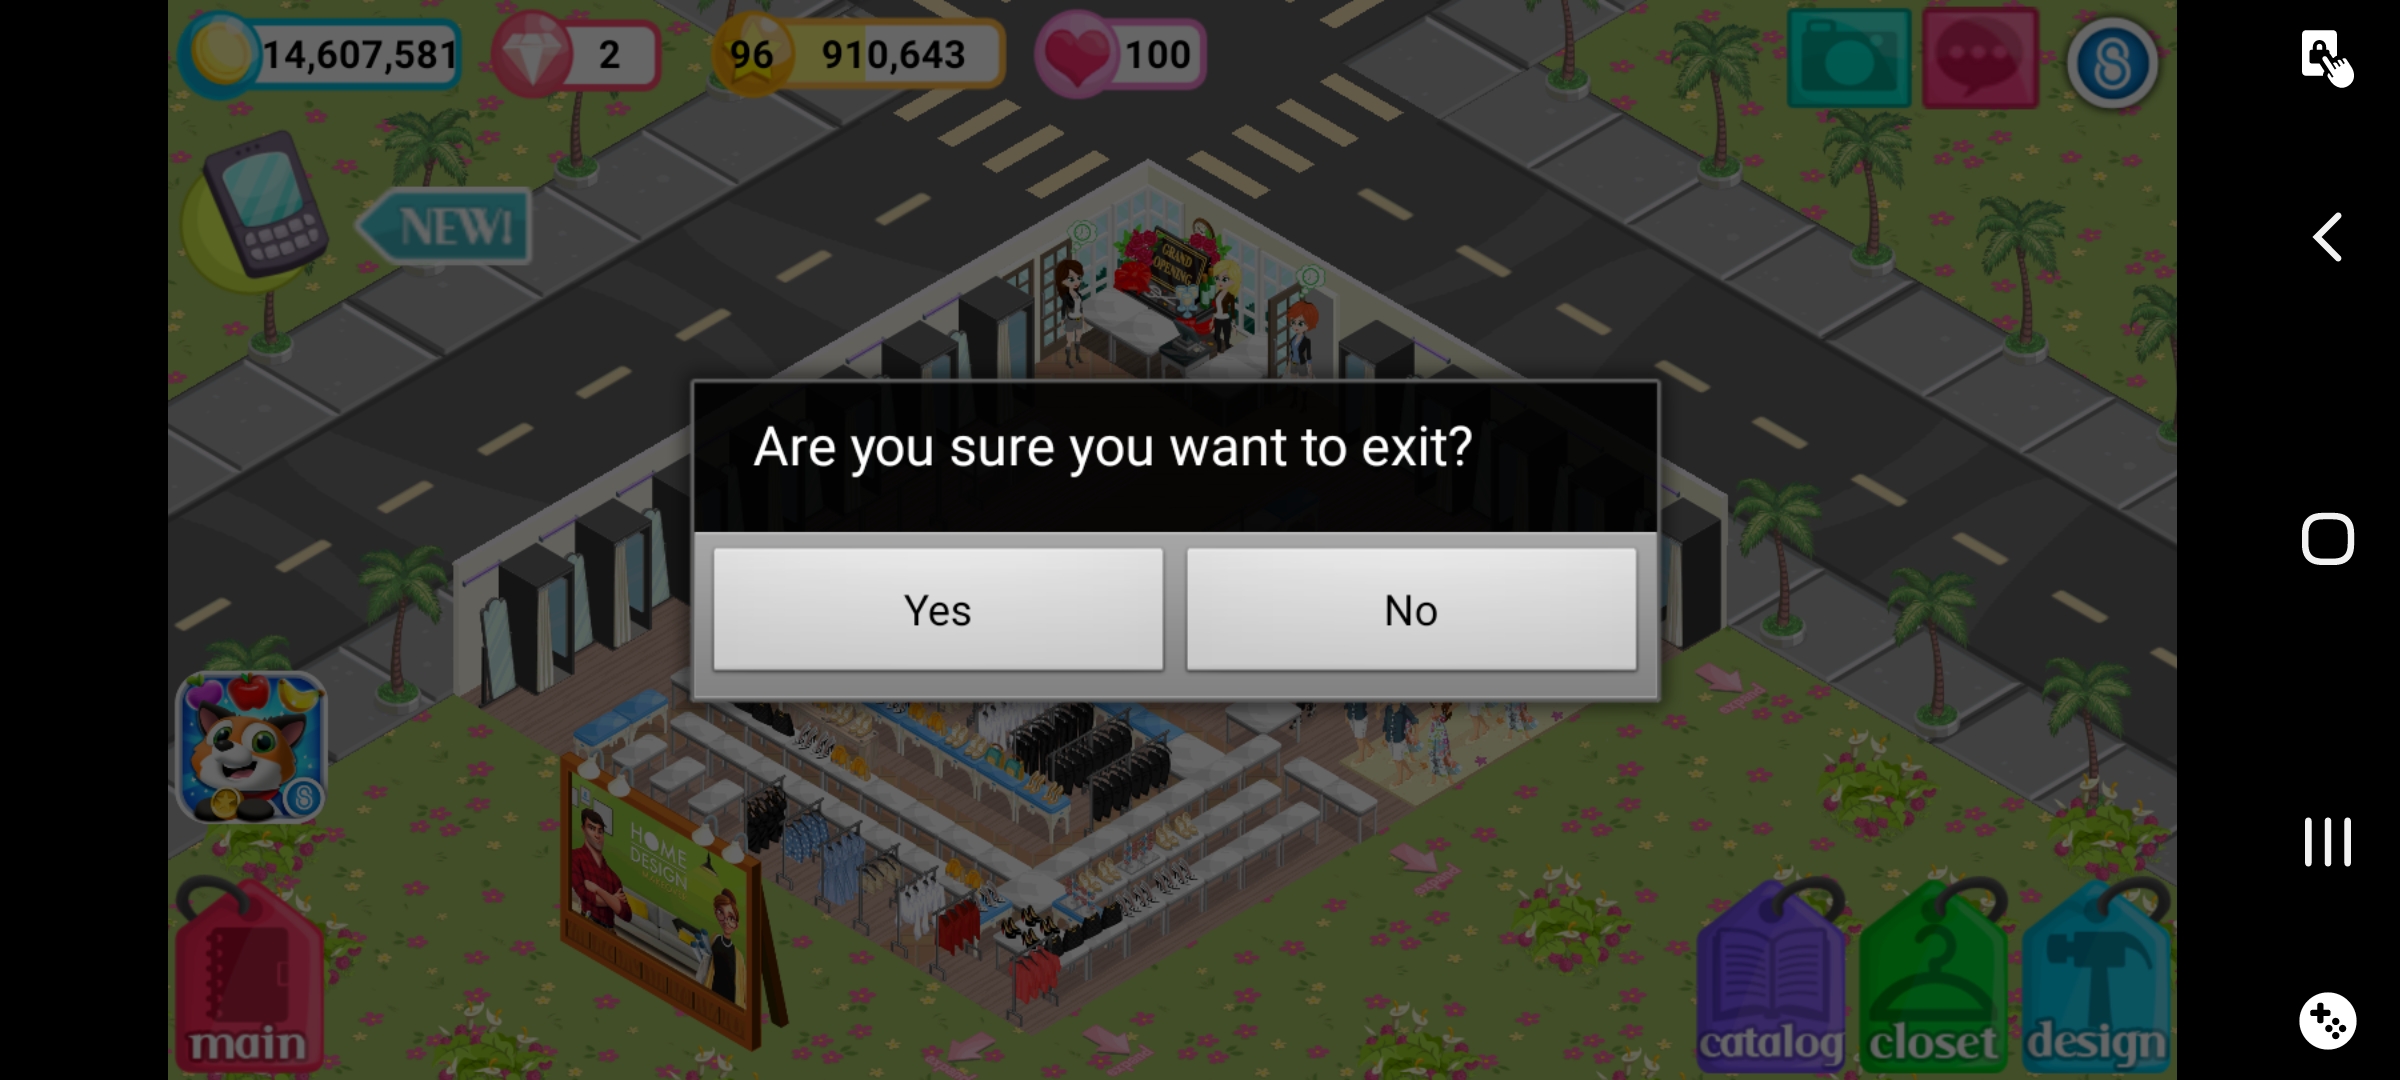 14,607,581
2
96
910,643
100
NEW!
GRAND
OPENING
Are you sure you want to exit?
Yes
No
HOME
DESIGN
MAKEOVER
main
catalog
closet
design